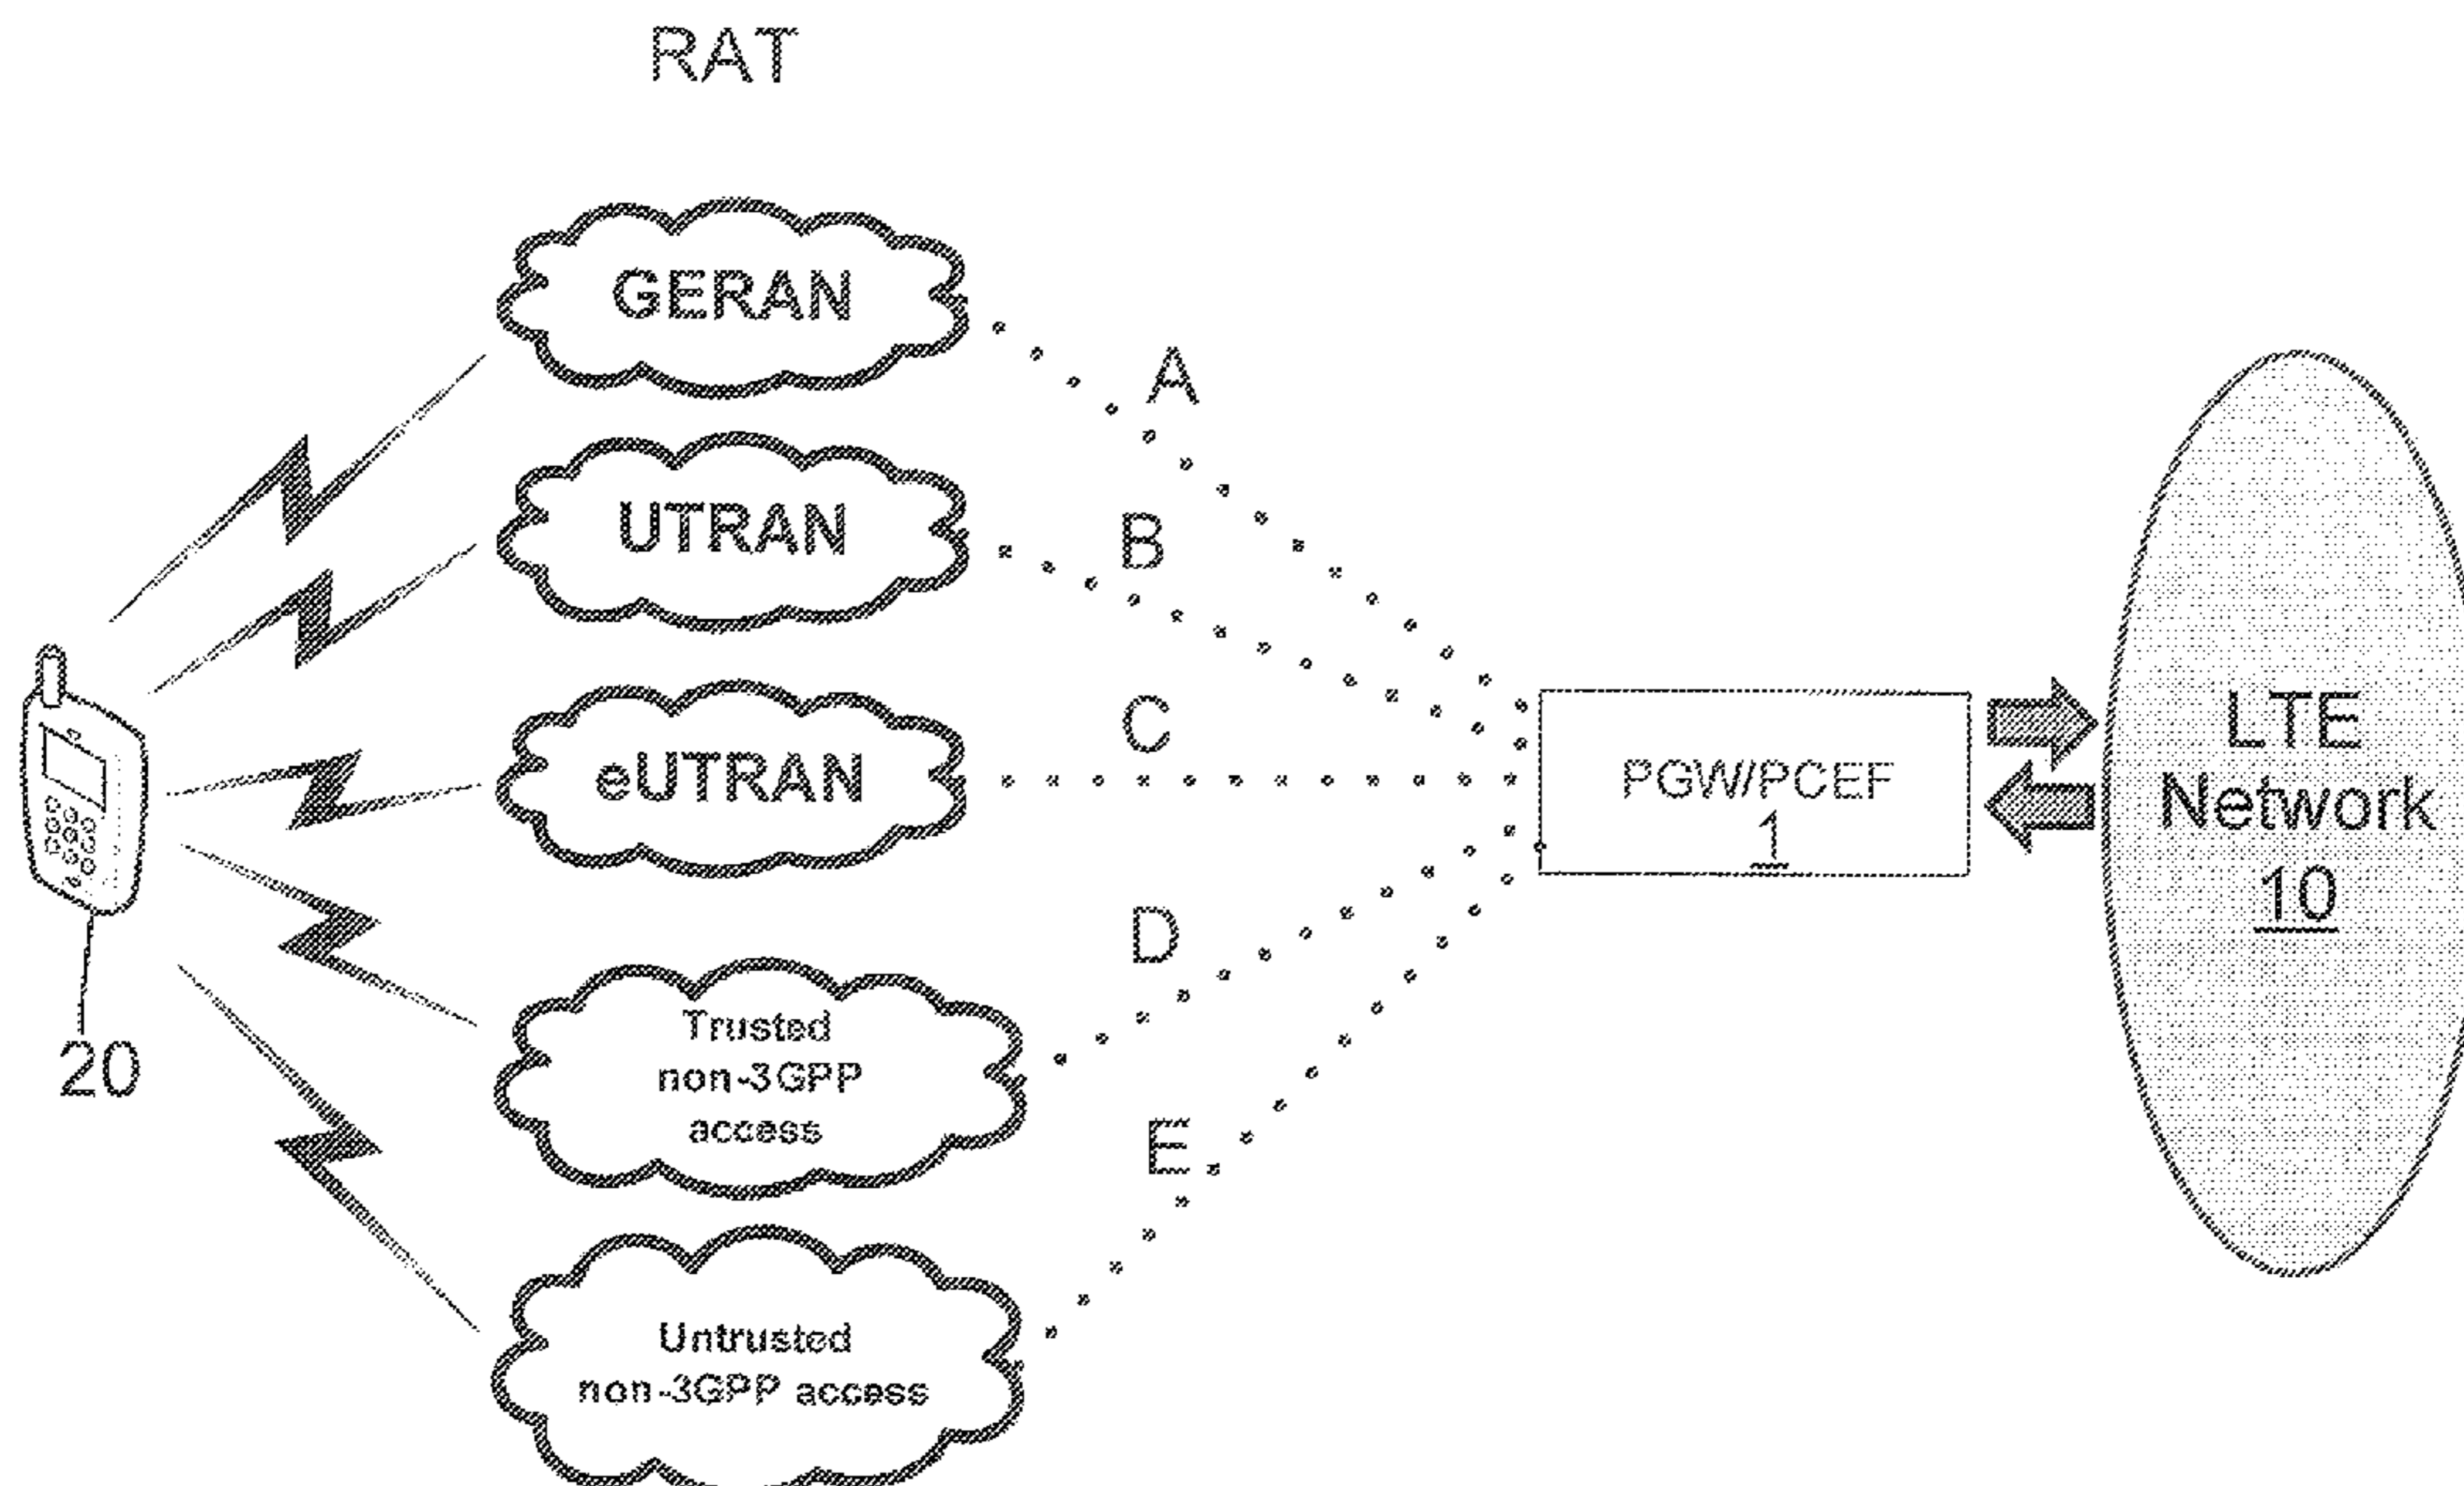 RAT
GERAN
A
UTRAN
B
eUTRAN
C
PGW/PCEF
1
LTE
Network
10
20
Trusted
non-3GPP
access
D
Untrusted
non-3GPP access
E